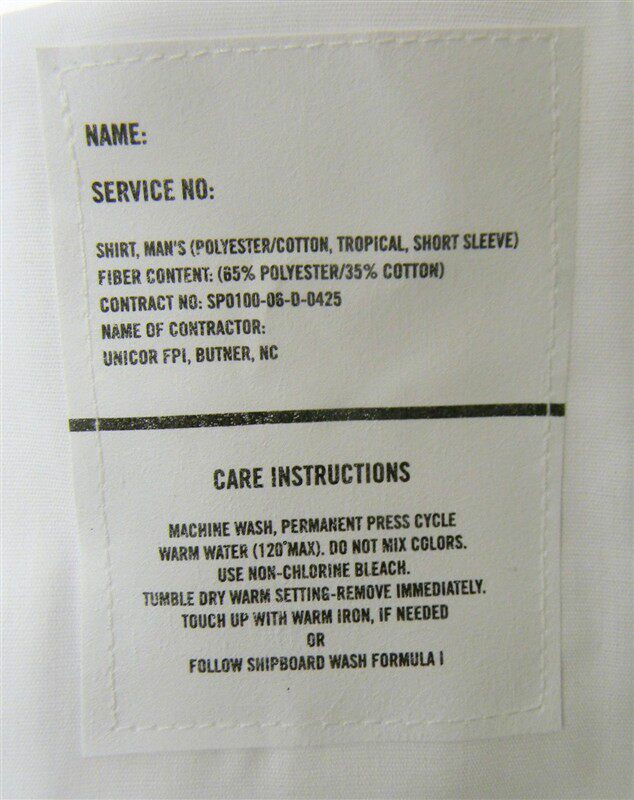 NAME:
SERVICE NO:
SHIRT, MAN'S (POLYESTER/COTTON, TROPICAL, SHORT SLEEVE)
FIBER CONTENT: (65% POLYESTER/35% COTTON)
CONTRACT NO: SP0100-06-D-0425
NAME OF CONTRACTOR:
UNICOR FPI, BUTNER, NC
CARE INSTRUCTIONS
MACHINE WASH, PERMANENT PRESS CYCLE
WARM WATER (120°MAX). DO NOT MIX COLORS.
USE NON-CHLORINE BLEACH.
TUMBLE DRY WARM SETTING-REMOVE IMMEDIATELY.
TOUCH UP WITH WARM IRON, IF NEEDED
OR
FOLLOW SHIPBOARD WASH FORMULA I